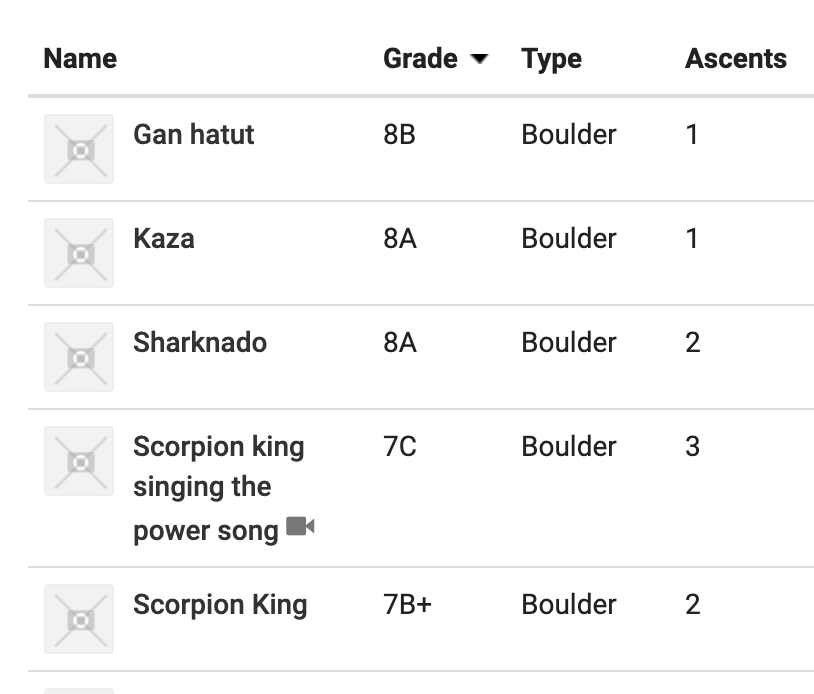 Name Grade Type Ascents
Gan hatut 8B Boulder 1
Kaza 8A Boulder 1
Sharknado 8A Boulder 2
Scorpion king 7C Boulder 3
singing the
power song
Scorpion King 7B+ Boulder 2